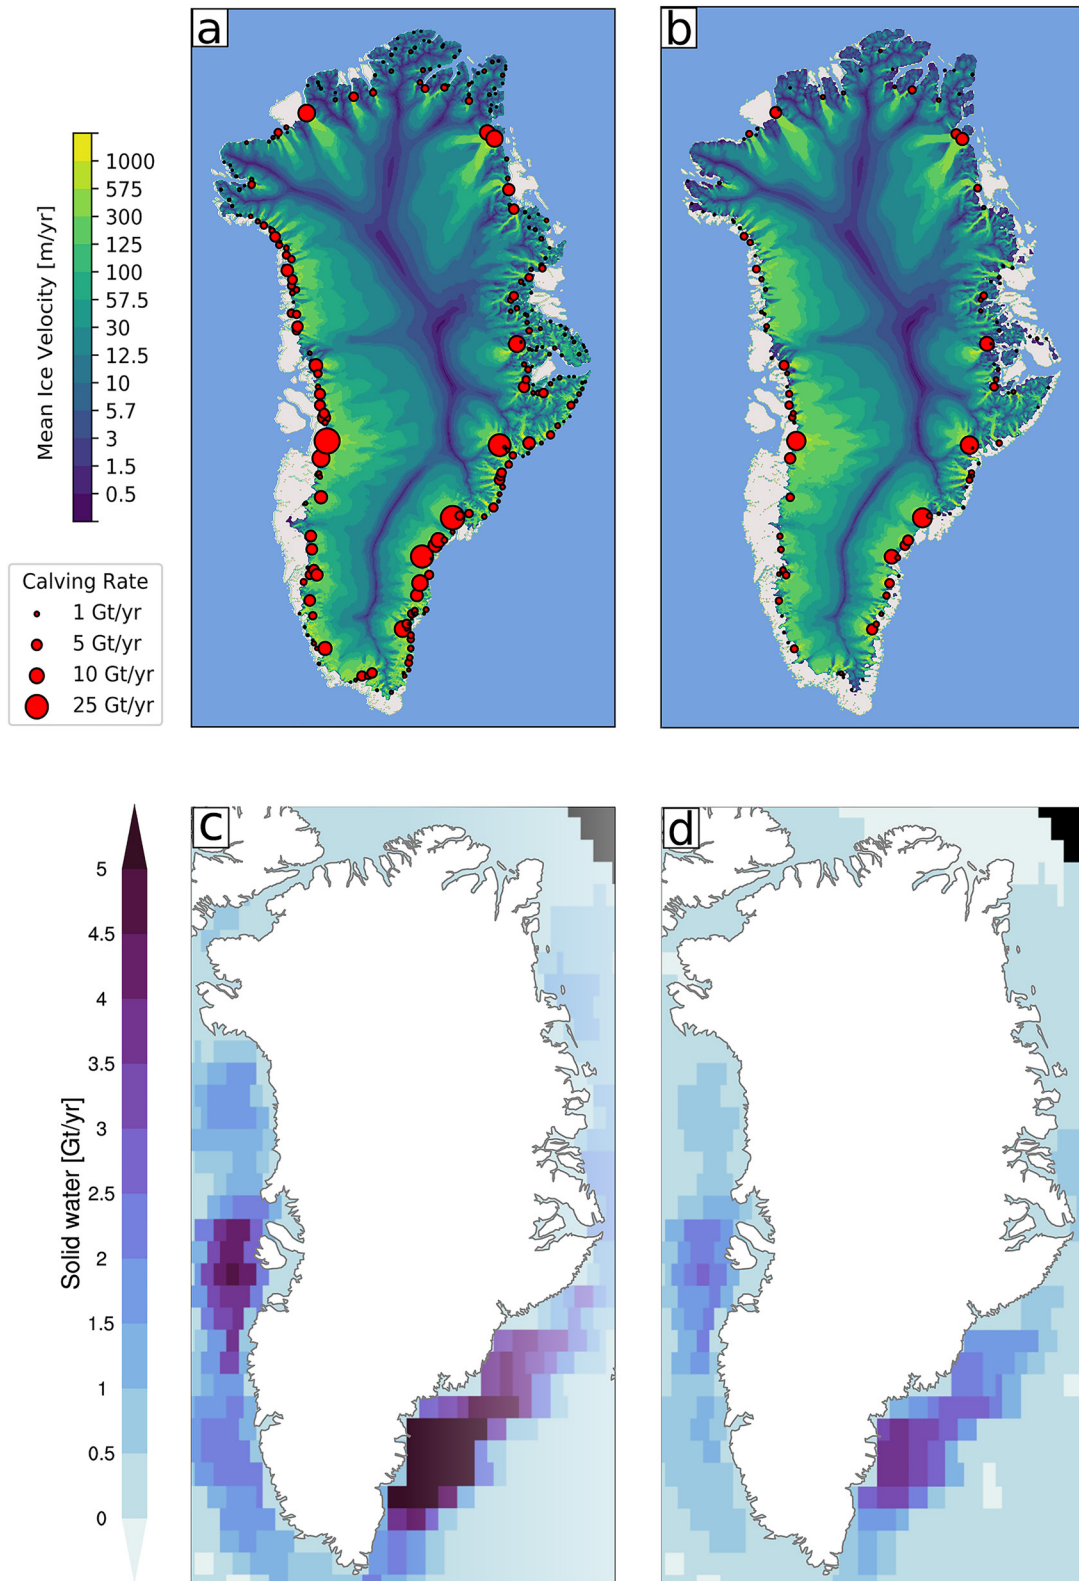 a
b
Mean Ice Velocity [m/yr]
1000
575
300
125
100
57.5
30
12.5
10
5.7
3
1.5
0.5
Calving Rate
1 Gt/yr
5 Gt/yr
10 Gt/yr
25 Gt/yr
c
d
Solid water [Gt/yr]
5
4.5
4
3.5
3
2.5
2
1.5
1
0.5
0